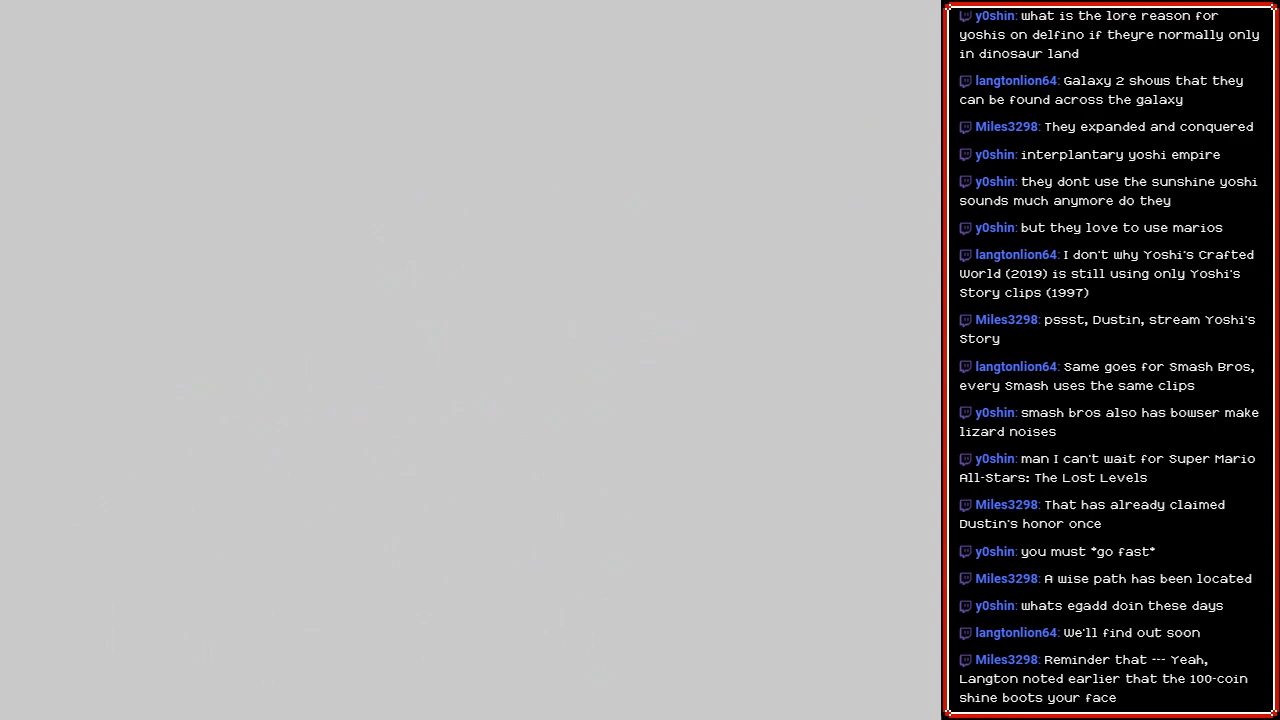 y0shin: what is the lore reason for
yoshis on delfino if theyre normally only
in dinosaur land
langtonlion64: Galaxy 2 shows that they
can be found across the galaxy
Miles3298: They expanded and conquered
y0shin: interplantary yoshi empire
y0shin: they dont use the sunshine yoshi
sounds much anymore do they
y0shin: but they love to use marios
langtonlion64: I don't why Yoshi's Crafted
World (2019) is still using only Yoshi's
Story clips (1997)
Miles3298: pssst, Dustin, stream Yoshi's
Story
langtonlion64: Same goes for Smash Bros,
every Smash uses the same clips
y0shin: smash bros also has bowser make
lizard noises
y0shin: man I can't wait for Super Mario
All-Stars: The Lost Levels
Miles3298: That has already claimed
Dustin's honor once
y0shin: you must *go fast*
Miles3298: A wise path has been located
y0shin: whats egadd doin these days
langtonlion64: We'll find out soon
Miles3298: Reminder that --- Yeah,
Langton noted earlier that the 100-coin
shine boots your face